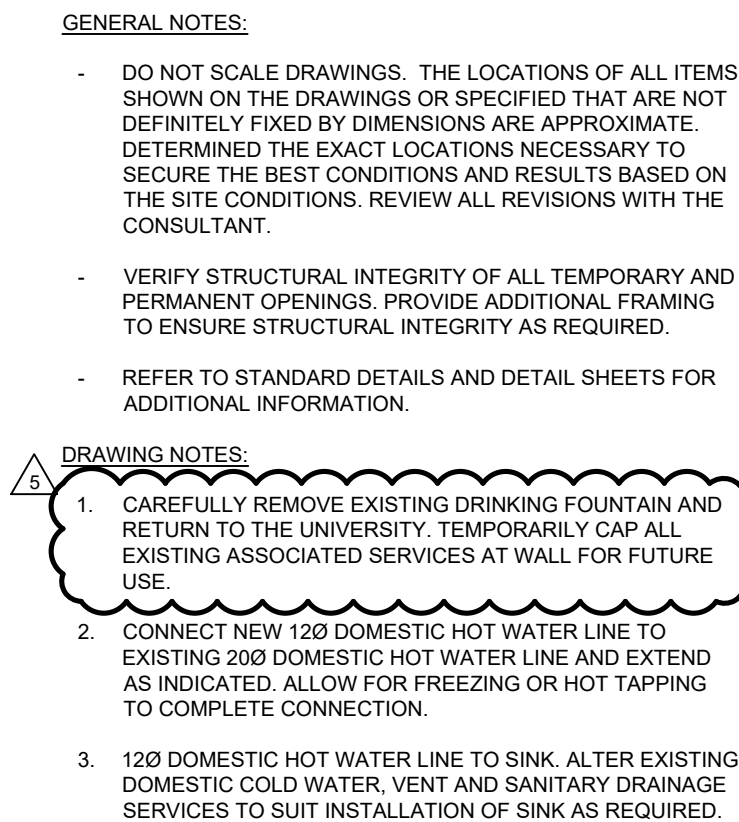 GENERAL NOTES:
- DO NOT SCALE DRAWINGS. THE LOCATIONS OF ALL ITEMS
SHOWN ON THE DRAWINGS OR SPECIFIED THAT ARE NOT
DEFINITELY FIXED BY DIMENSIONS ARE APPROXIMATE.
DETERMINED THE EXACT LOCATIONS NECESSARY TO
SECURE THE BEST CONDITIONS AND RESULTS BASED ON
THE SITE CONDITIONS. REVIEW ALL REVISIONS WITH THE
CONSULTANT.
- VERIFY STRUCTURAL INTEGRITY OF ALL TEMPORARY AND
PERMANENT OPENINGS. PROVIDE ADDITIONAL FRAMING
TO ENSURE STRUCTURAL INTEGRITY AS REQUIRED.
- REFER TO STANDARD DETAILS AND DETAIL SHEETS FOR
ADDITIONAL INFORMATION.
DRAWING NOTES:
5
1. CAREFULLY REMOVE EXISTING DRINKING FOUNTAIN AND
RETURN TO THE UNIVERSITY. TEMPORARILY CAP ALL
EXISTING ASSOCIATED SERVICES AT WALL FOR FUTURE
USE.
2. CONNECT NEW 12Ø DOMESTIC HOT WATER LINE TO
EXISTING 20Ø DOMESTIC HOT WATER LINE AND EXTEND
AS INDICATED. ALLOW FOR FREEZING OR HOT TAPPING
TO COMPLETE CONNECTION.
3. 12Ø DOMESTIC HOT WATER LINE TO SINK. ALTER EXISTING
DOMESTIC COLD WATER, VENT AND SANITARY DRAINAGE
SERVICES TO SUIT INSTALLATION OF SINK AS REQUIRED.